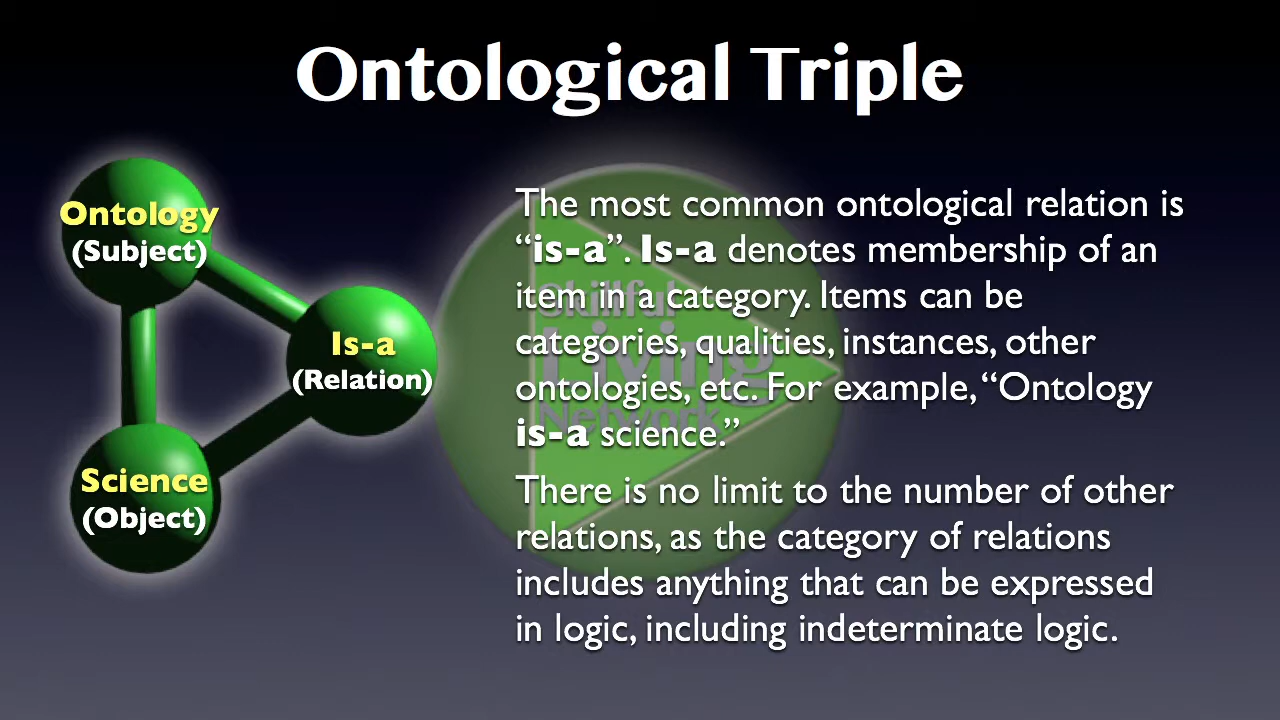 Ontological Triple
Ontology
(Subject)
Is-a
(Relation)
Science
(Object)
The most common ontological relation is
“is-a”. Is-a denotes membership of an
item in a category. Items can be
categories, qualities, instances, other
ontologies, etc. For example, “Ontology
is-a science.”
There is no limit to the number of other
relations, as the category of relations
includes anything that can be expressed
in logic, including indeterminate logic.
Skillful
Living
Network